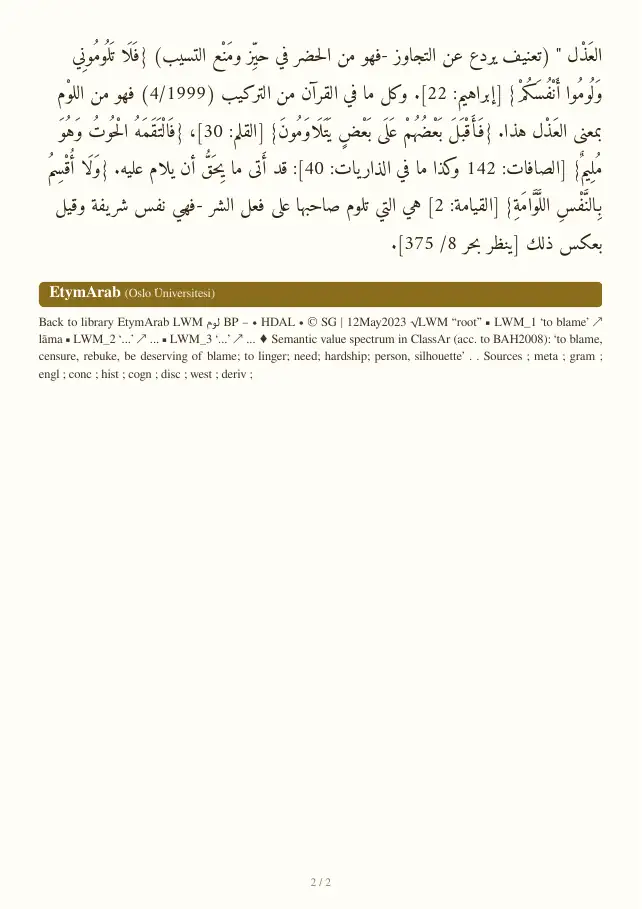 العَذْل " (تعنيف يردع عن التجاوز -فهو من الحضر في حيِّز ومَنْع التسيب) {فَلَا تَلُومُونِي
وَلُومُوا أَنْفُسَكُمْ} [إبراهيم: 22]. وكل ما في القرآن من التركيب (4/1999) فهو من اللوْم
بمعنى العَذْل هذا. {فَأَقْبَلَ بَعْضُهُمْ عَلَى بَعْضٍ يَتَلَاوَمُونَ} [القلم: 30]، {فَالْتَقَمَهُ الْحُوتُ وَهُوَ
مُلِيمٌ} [الصافات: 142 وكذا ما في الذاريات: 40]: قد أَتى ما يَحَقُّ أن يلام عليه. {وَلَا أُقْسِمُ
بِالنَّفْسِ اللَّوَّامَةِ} [القيامة: 2] هي التي تلوم صاحبها على فعل الشر -فهي نفس شريفة وقيل
بعكس ذلك [ينظر بحر 8/ 375].
EtymArab (Oslo Üniversitesi)
Back to library EtymArab LWM لوم BP – • HDAL • © SG | 12May2023 √LWM “root” ▪ LWM_1 ‘to blame’ ↗
lāma ▪ LWM_2 ‘...’ ↗ ... ▪ LWM_3 ‘...’ ↗ ... ♦ Semantic value spectrum in ClassAr (acc. to BAH2008): ‘to blame,
censure, rebuke, be deserving of blame; to linger; need; hardship; person, silhouette’ . . Sources ; meta ; gram ;
engl ; conc ; hist ; cogn ; disc ; west ; deriv ;
2 / 2